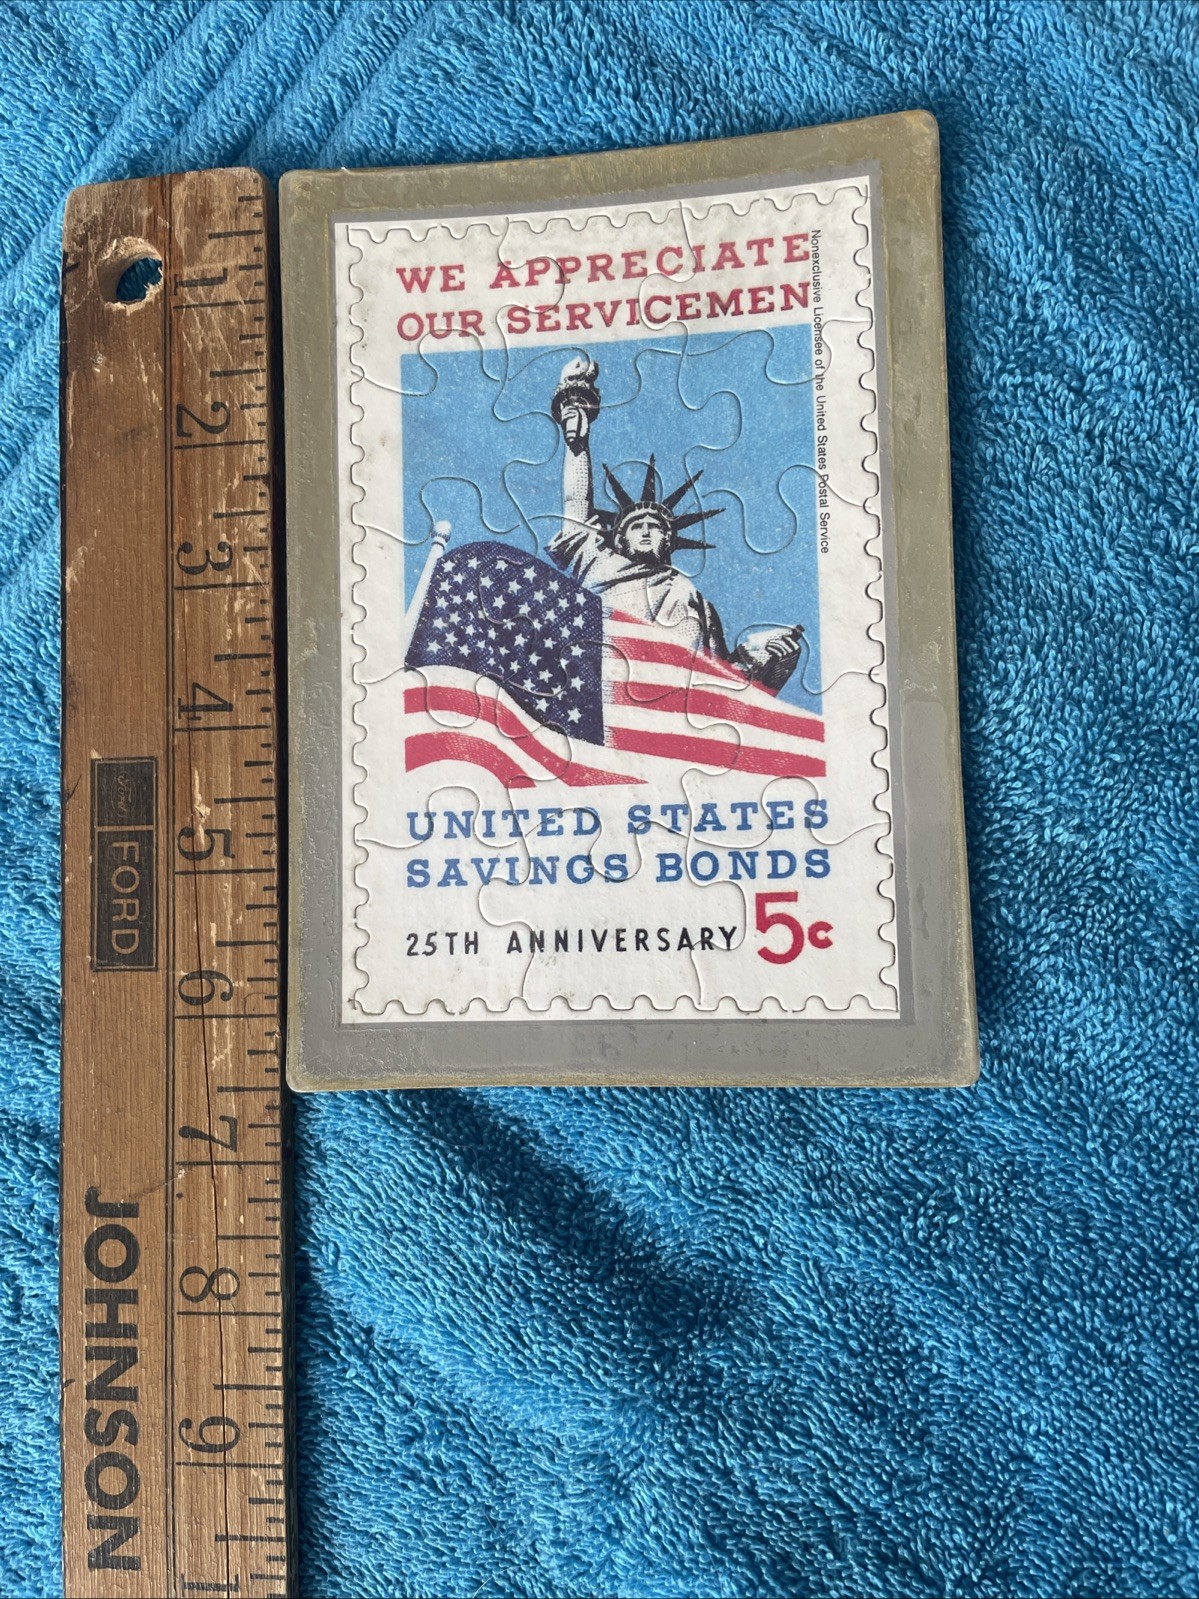 WE APPRECIATE
OUR SERVICEMEN
Nonexclusive Licensee of the United States Postal Service
UNITED STATES
SAVINGS BONDS
25TH ANNIVERSARY 5c
1
2
3
4
5
6
7
8
9
Ford
FORD
JOHNSON